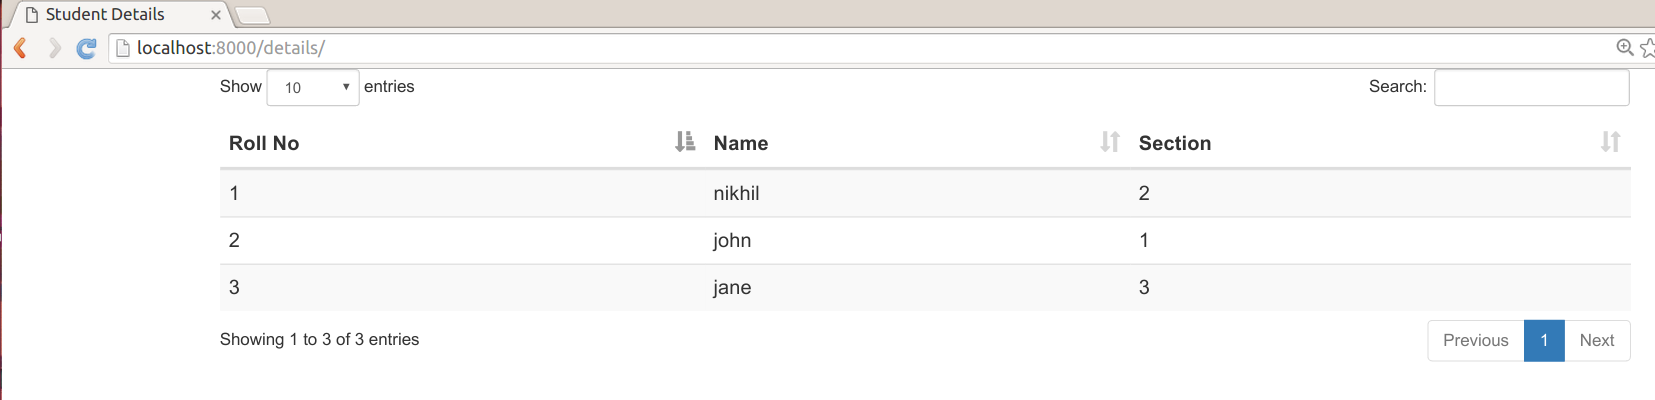 Student Details
localhost:8000/details/
Show 10 entries Search:
Roll No Name Section
1 nikhil 2
2 john 1
3 jane 3
Showing 1 to 3 of 3 entries Previous 1 Next